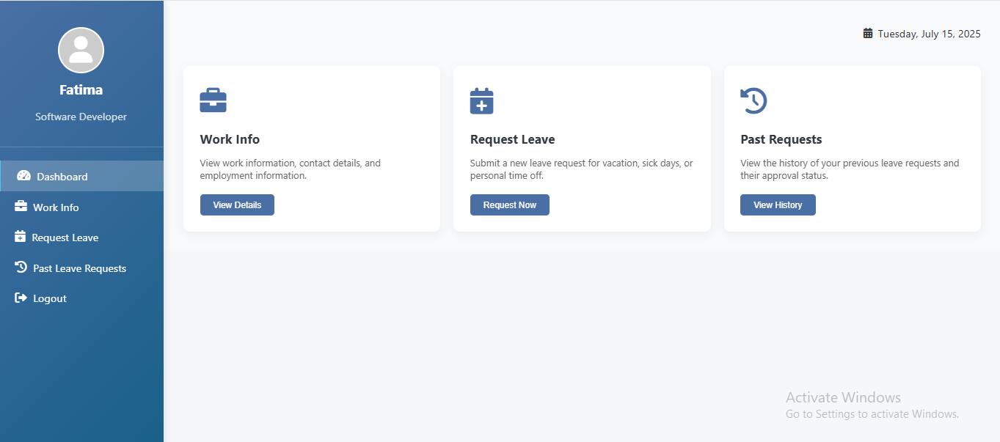 Fatima
Software Developer
Dashboard
Work Info
Request Leave
Past Leave Requests
Logout
Tuesday, July 15, 2025
Work Info
View work information, contact details, and
employment information.
View Details
Request Leave
Submit a new leave request for vacation, sick days, or
personal time off.
Request Now
Past Requests
View the history of your previous leave requests and
their approval status.
View History
Activate Windows
Go to Settings to activate Windows.